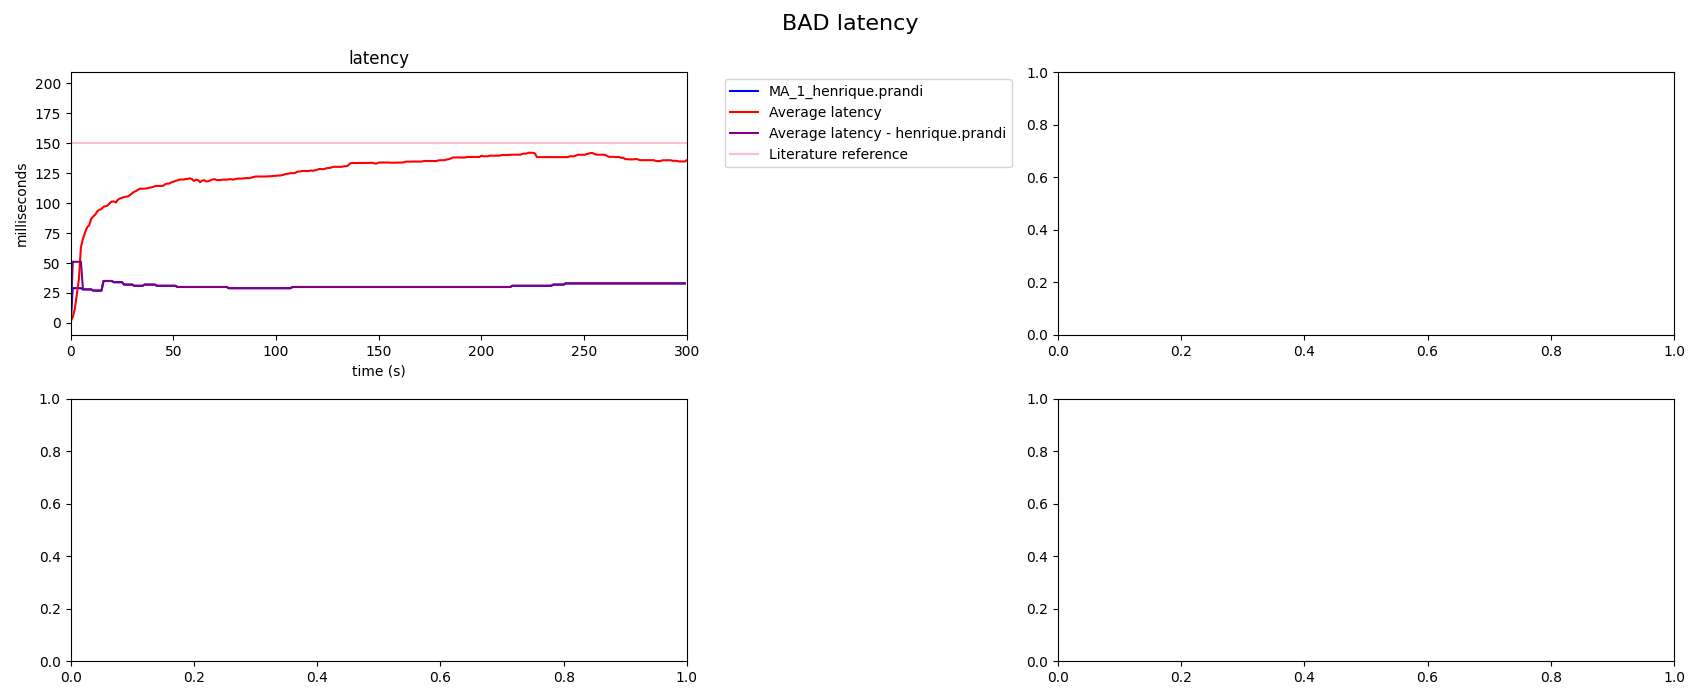 BAD latency
latency
200
175
150
125
100
75
50
25
0
milliseconds
0 50 100 150 200 250 300
time (s)
MA_1_henrique.prandi
Average latency
Average latency - henrique.prandi
Literature reference
1.0
0.8
0.6
0.4
0.2
0.0
0.0 0.2 0.4 0.6 0.8 1.0
1.0
0.8
0.6
0.4
0.2
0.0
0.0 0.2 0.4 0.6 0.8 1.0
1.0
0.8
0.6
0.4
0.2
0.0
0.0 0.2 0.4 0.6 0.8 1.0